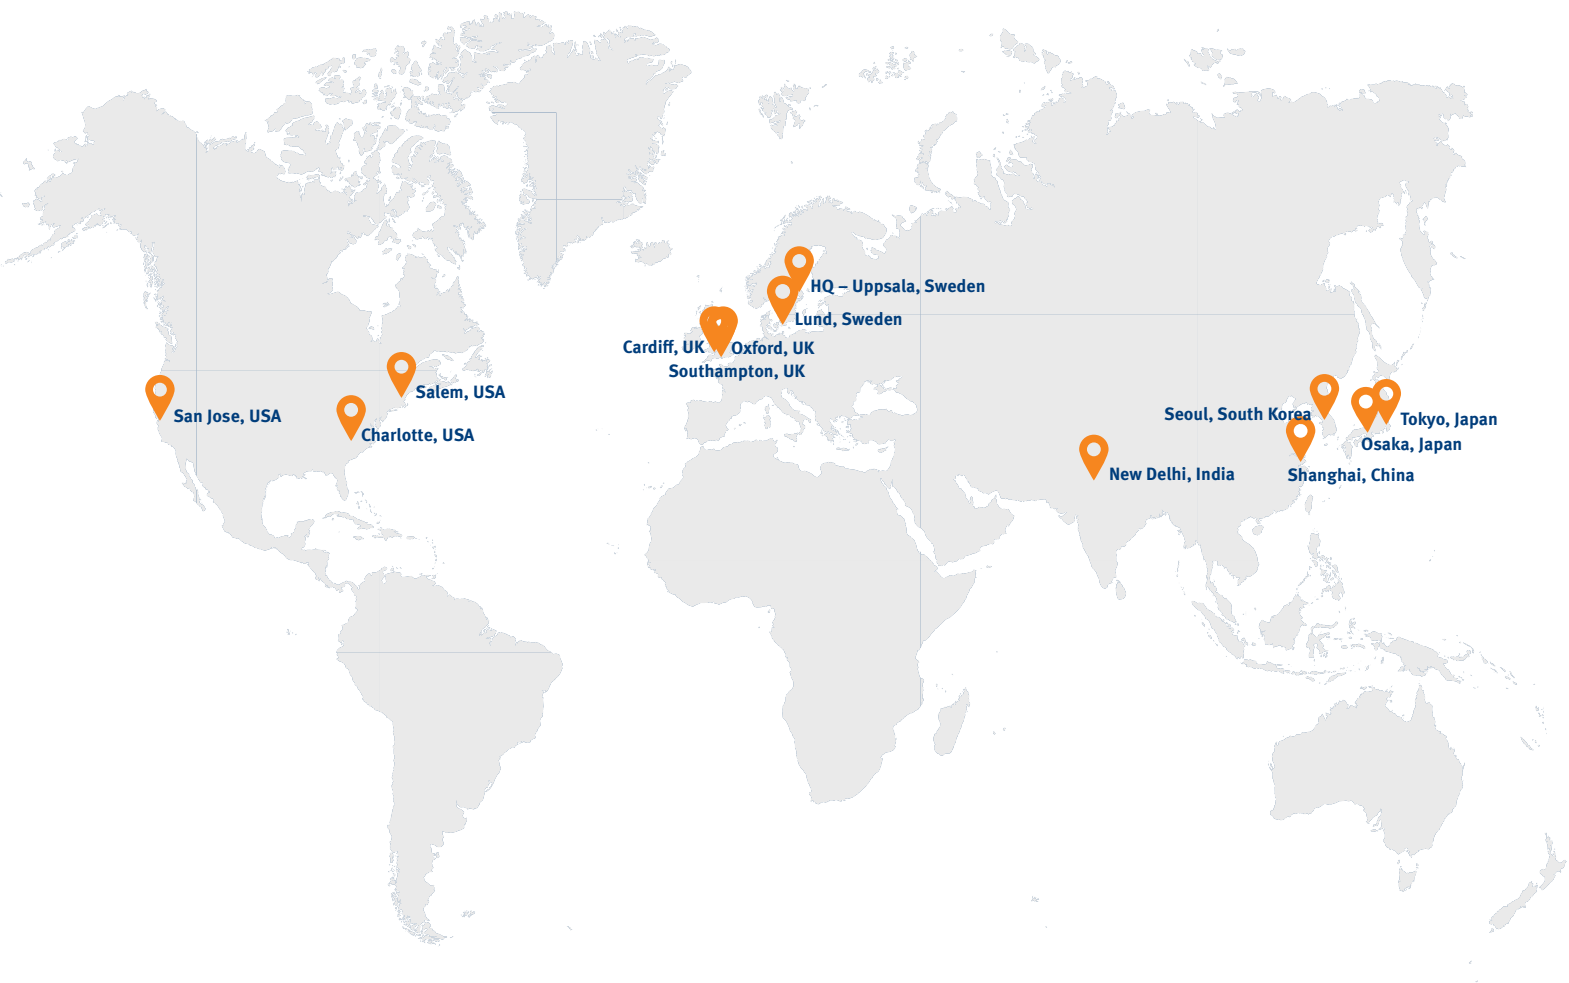 HQ – Uppsala, Sweden
Lund, Sweden
Cardiff, UK
Oxford, UK
Southampton, UK
Salem, USA
San Jose, USA
Charlotte, USA
Seoul, South Korea
Tokyo, Japan
Osaka, Japan
New Delhi, India
Shanghai, China